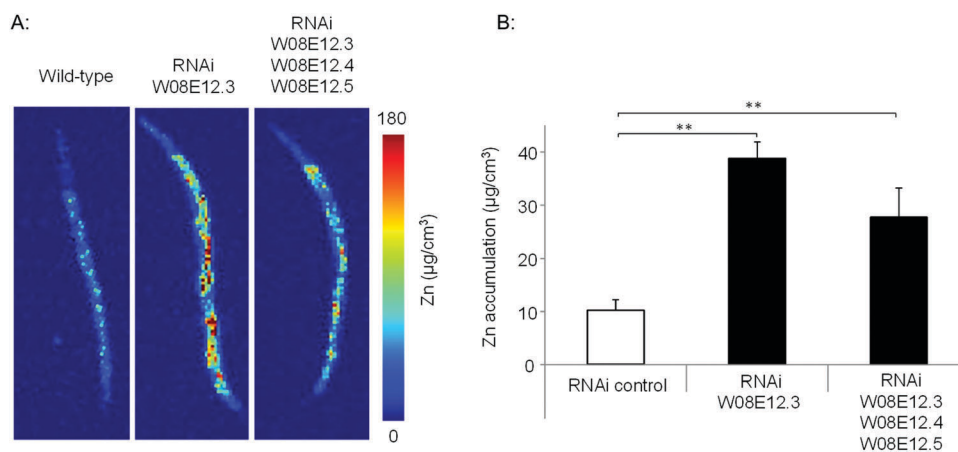 A:
Wild-type
RNAi
W08E12.3
RNAi
W08E12.3
W08E12.4
W08E12.5
180
0
Zn (µg/cm³)
B:
**
**
Zn accumulation (µg/cm³)
40
30
20
10
0
RNAi control
RNAi
W08E12.3
RNAi
W08E12.3
W08E12.4
W08E12.5